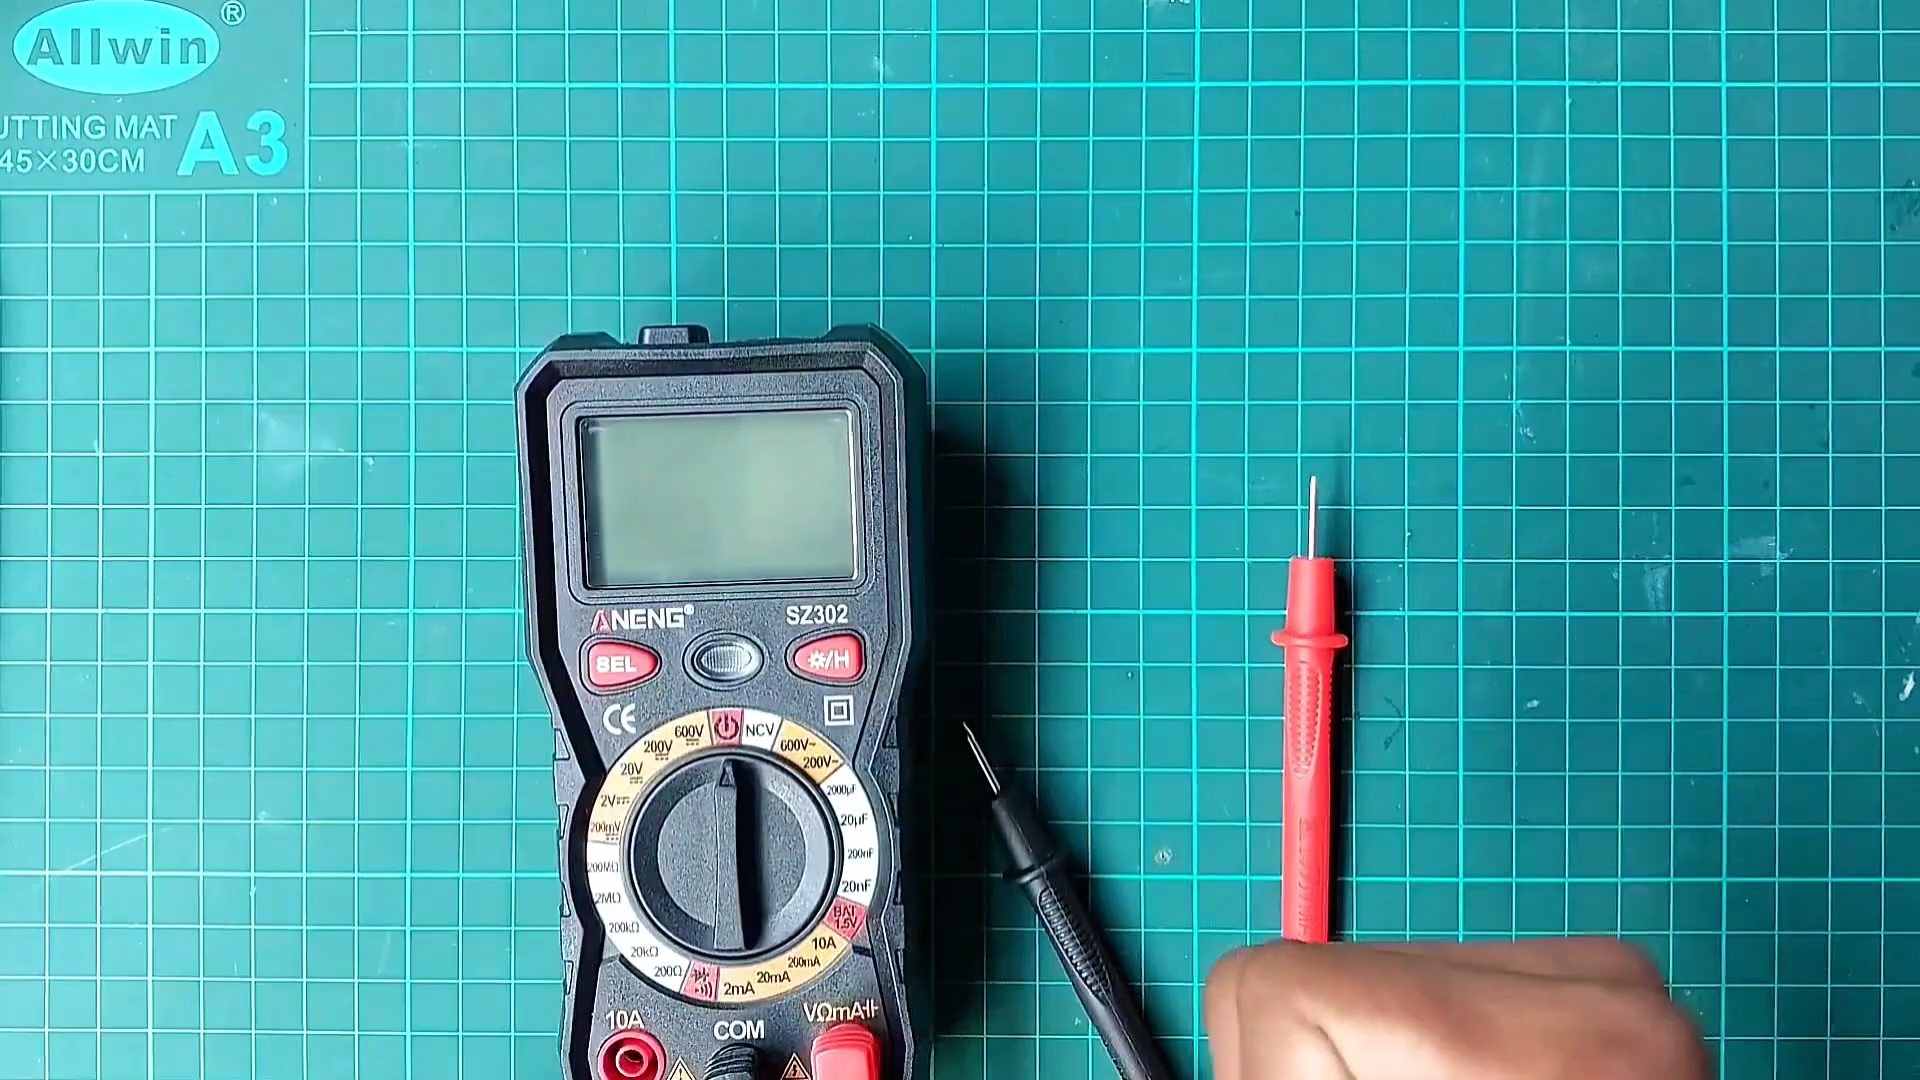 Allwin®
UTTING MAT
45×30CM
A3
ANENG®
SZ302
SEL
/H
CE
600V
NCV
600V~
200V
200V~
20V
2V
200mV
200MΩ
2MΩ
200kΩ
20kΩ
200Ω
2000µF
20µF
200nF
20nF
BAT
1.5V
10A
200mA
20mA
2mA
10A
COM
VΩmA